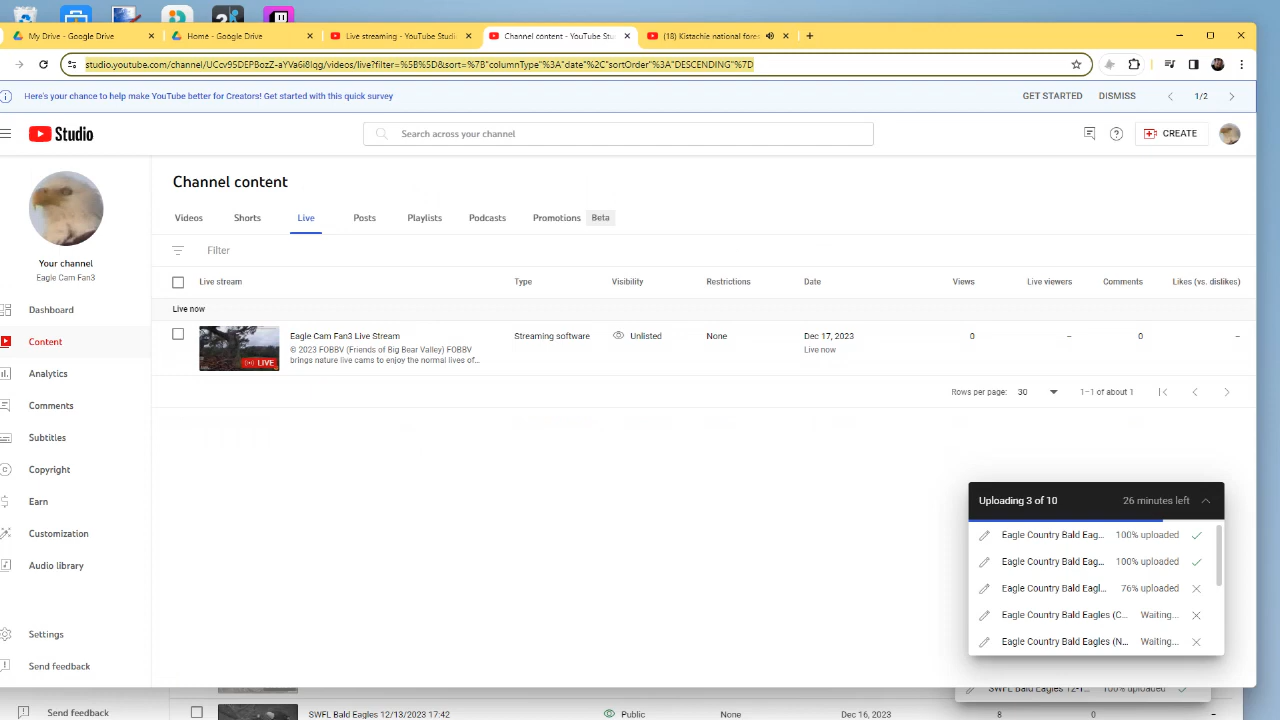 My Drive - Google Drive
Home - Google Drive
Live streaming - YouTube Studi
Channel content - YouTube Stu
(18) Kistachie national fores
studio.youtube.com/channel/UCcv95DEPBozZ-aYVa6i8Iqg/videos/live?filter=%5B%5D&sort=%7B"columnType"%3A"date"%2C"sortOrder"%3A"DESCENDING"%7D
Here's your chance to help make YouTube better for Creators! Get started with this quick survey
GET STARTED
DISMISS
1/2
Studio
Search across your channel
CREATE
Channel content
Videos
Shorts
Live
Posts
Playlists
Podcasts
Promotions
Beta
Filter
Your channel
Eagle Cam Fan3
Dashboard
Content
Analytics
Comments
Subtitles
Copyright
Earn
Customization
Audio library
Settings
Send feedback
Live stream
Type
Visibility
Restrictions
Date
Views
Live viewers
Comments
Likes (vs. dislikes)
Live now
LIVE
Eagle Cam Fan3 Live Stream
© 2023 FOBBV (Friends of Big Bear Valley) FOBBV
brings nature live cams to enjoy the normal lives of...
Streaming software
Unlisted
None
Dec 17, 2023
Live now
0
–
0
–
Rows per page:
30
1–1 of about 1
Uploading 3 of 10
26 minutes left
Eagle Country Bald Eag...
100% uploaded
Eagle Country Bald Eag...
100% uploaded
Eagle Country Bald Eagl...
76% uploaded
Eagle Country Bald Eagles (C...
Waiting...
Eagle Country Bald Eagles (N...
Waiting...
SWFL Bald Eagles 12-1...
100% uploaded
Send feedback
SWFL Bald Eagles 12/13/2023 17:42
Public
None
Dec 16, 2023
8
0
–